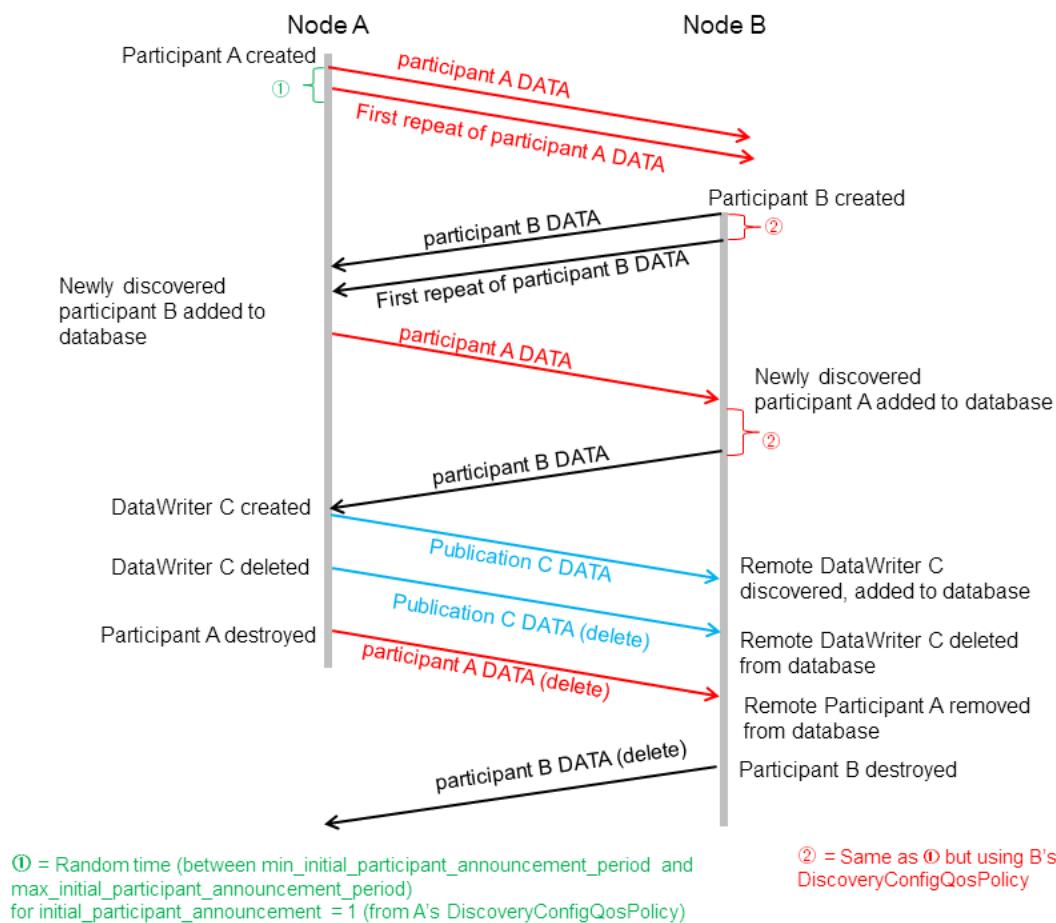 Node A
Node B
Participant A created
participant A DATA
①
First repeat of participant A DATA
Participant B created
participant B DATA
②
First repeat of participant B DATA
Newly discovered
participant B added to
database
participant A DATA
Newly discovered
participant A added to database
②
participant B DATA
DataWriter C created
Publication C DATA
Remote DataWriter C
discovered, added to database
DataWriter C deleted
Publication C DATA (delete)
Remote DataWriter C deleted
from database
Participant A destroyed
participant A DATA (delete)
Remote Participant A removed
from database
participant B DATA (delete)
Participant B destroyed
① = Random time (between min_initial_participant_announcement_period and
max_initial_participant_announcement_period)
for initial_participant_announcement = 1 (from A's DiscoveryConfigQosPolicy)
② = Same as ① but using B's
DiscoveryConfigQosPolicy